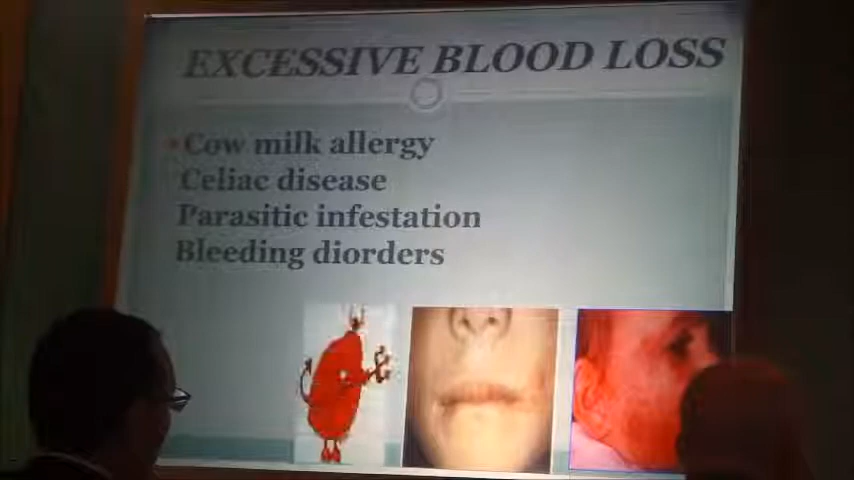 EXCESSIVE BLOOD LOSS
Cow milk allergy
Celiac disease
Parasitic infestation
Bleeding diorders